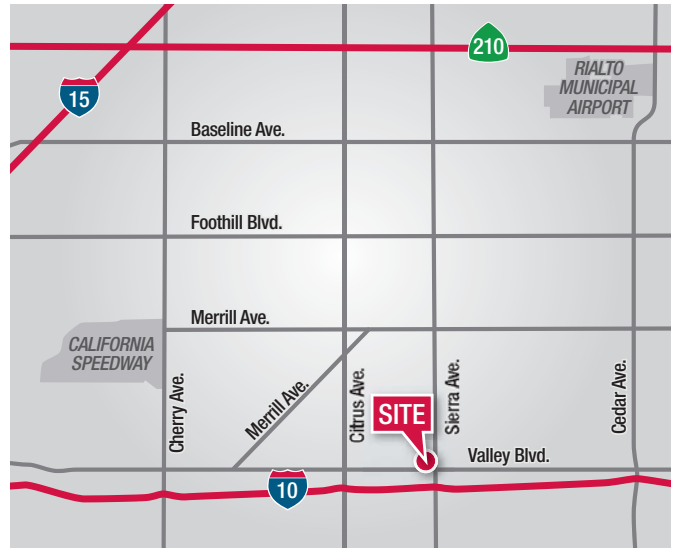 210
15
RIALTO
MUNICIPAL
AIRPORT
Baseline Ave.
Foothill Blvd.
Merrill Ave.
CALIFORNIA
SPEEDWAY
Cherry Ave.
Merrill Ave.
Citrus Ave.
SITE
Sierra Ave.
Cedar Ave.
Valley Blvd.
10